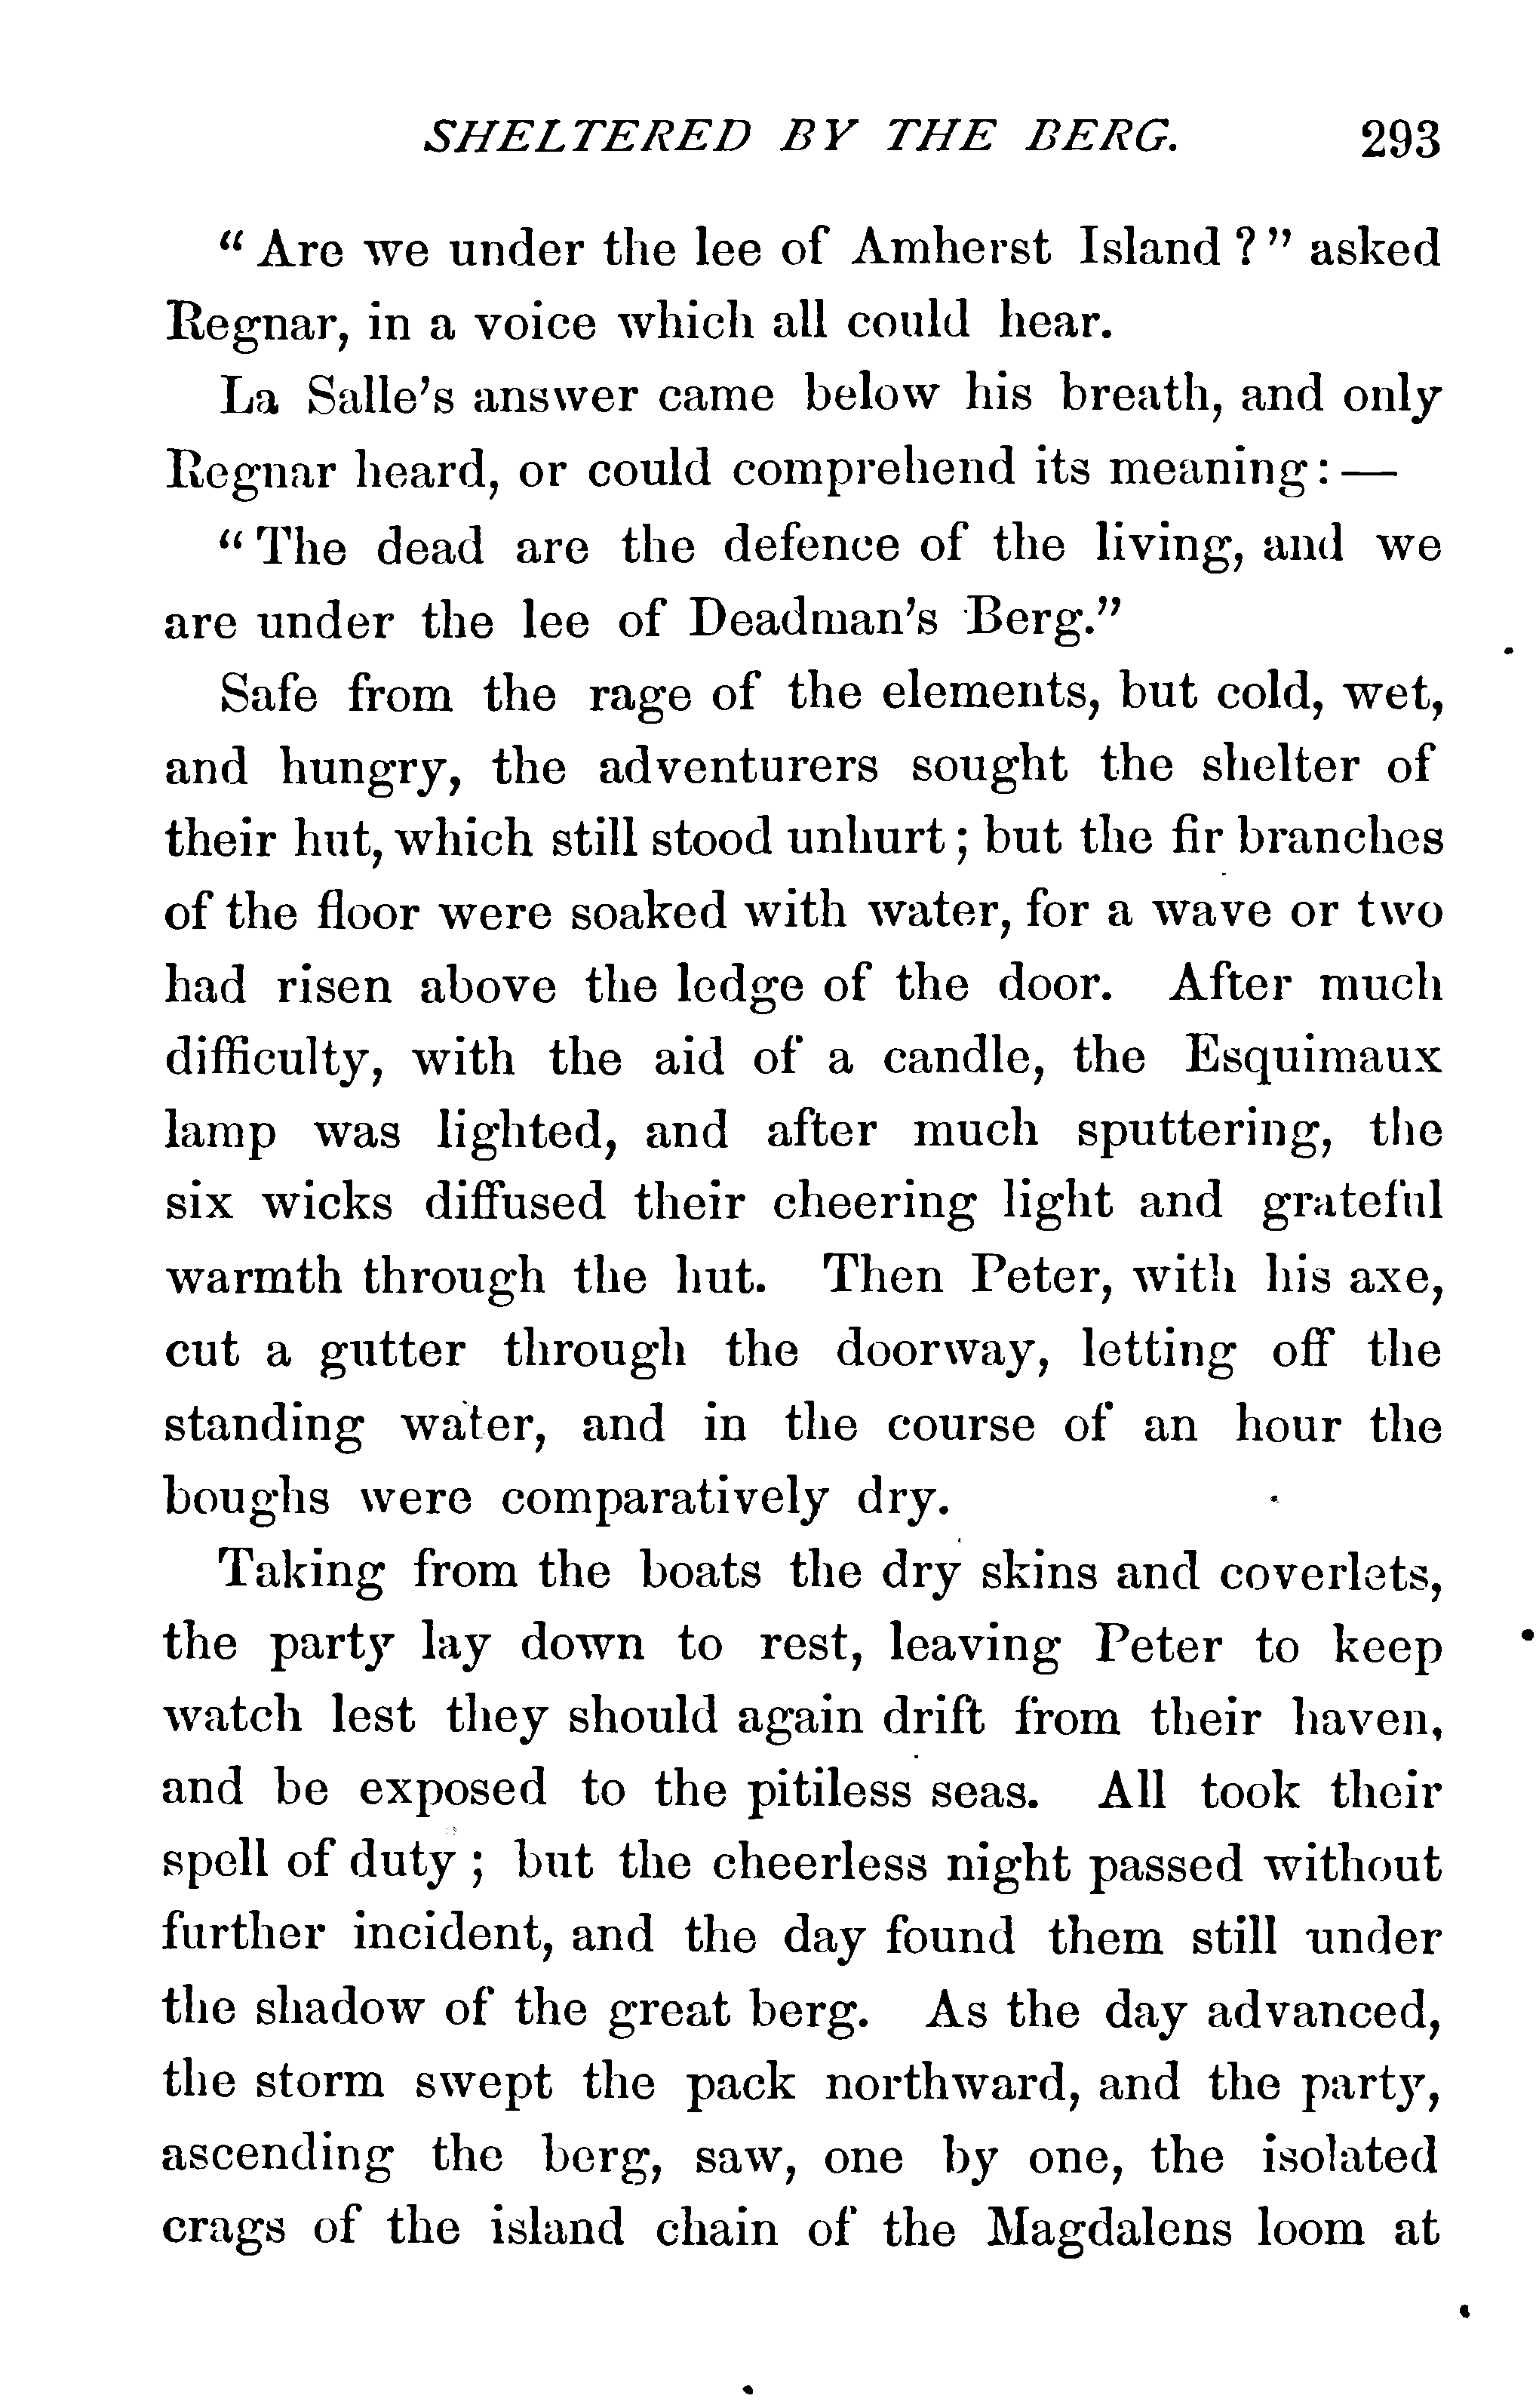 SHELTERED BY THE BERG. 293
“Are we under the lee of Amherst Island?” asked
Regnar, in a voice which all could hear.
La Salle’s answer came below his breath, and only
Regnar heard, or could comprehend its meaning:—
“The dead are the defence of the living, and we
are under the lee of Deadman’s Berg.”
Safe from the rage of the elements, but cold, wet,
and hungry, the adventurers sought the shelter of
their hut, which still stood unhurt; but the fir branches
of the floor were soaked with water, for a wave or two
had risen above the ledge of the door. After much
difficulty, with the aid of a candle, the Esquimaux
lamp was lighted, and after much sputtering, the
six wicks diffused their cheering light and grateful
warmth through the hut. Then Peter, with his axe,
cut a gutter through the doorway, letting off the
standing water, and in the course of an hour the
boughs were comparatively dry.
Taking from the boats the dry skins and coverlets,
the party lay down to rest, leaving Peter to keep
watch lest they should again drift from their haven,
and be exposed to the pitiless seas. All took their
spell of duty; but the cheerless night passed without
further incident, and the day found them still under
the shadow of the great berg. As the day advanced,
the storm swept the pack northward, and the party,
ascending the berg, saw, one by one, the isolated
crags of the island chain of the Magdalens loom at